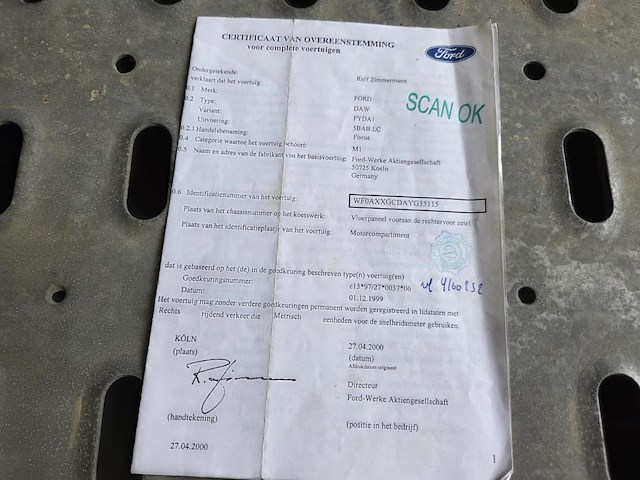 CERTIFICAAT VAN OVEREENSTEMMING
voor complete voertuigen
Ford
Ondergetekende: Ralf Zimmermann
verklaart dat het voertuig
SCAN OK
0.1 Merk: FORD
0.2 Type: DAW
Variant: FYDA1
Uitvoering: 5BAB LC
0.2.1 Handelsbenaming: Focus
0.4 Categorie waartoe het voertuig behoort: M1
0.5 Naam en adres van de fabrikant van het basisvoertuig: Ford-Werke Aktiengesellschaft
50725 Koeln
Germany
0.6 Identificatienummer van het voertuig: WF0AXXGCDAYG35115
Plaats van het chassisnummer op het koetswerk: Vloerpaneel vooraan de rechtervoor zetel
Plaats van het identificatieplaatje van het voertuig: Motorcompartiment
dat is gebaseerd op het (de) in de goedkeuring beschreven type(n) voertuig(en)
Goedkeuringsnummer: e13*97/27*0037*06
Datum: 01.12.1999
Het voertuig mag zonder verdere goedkeuringen permanent worden geregistreerd in lidstaten met
Rechts rijdend verkeer die Metrisch eenheden voor de snelheidsmeter gebruiken.
KÖLN 27.04.2000
(plaats) (datum)
Afdrukdatum origineel
Directeur
Ford-Werke Aktiengesellschaft
(handtekening) (positie in het bedrijf)
27.04.2000
1